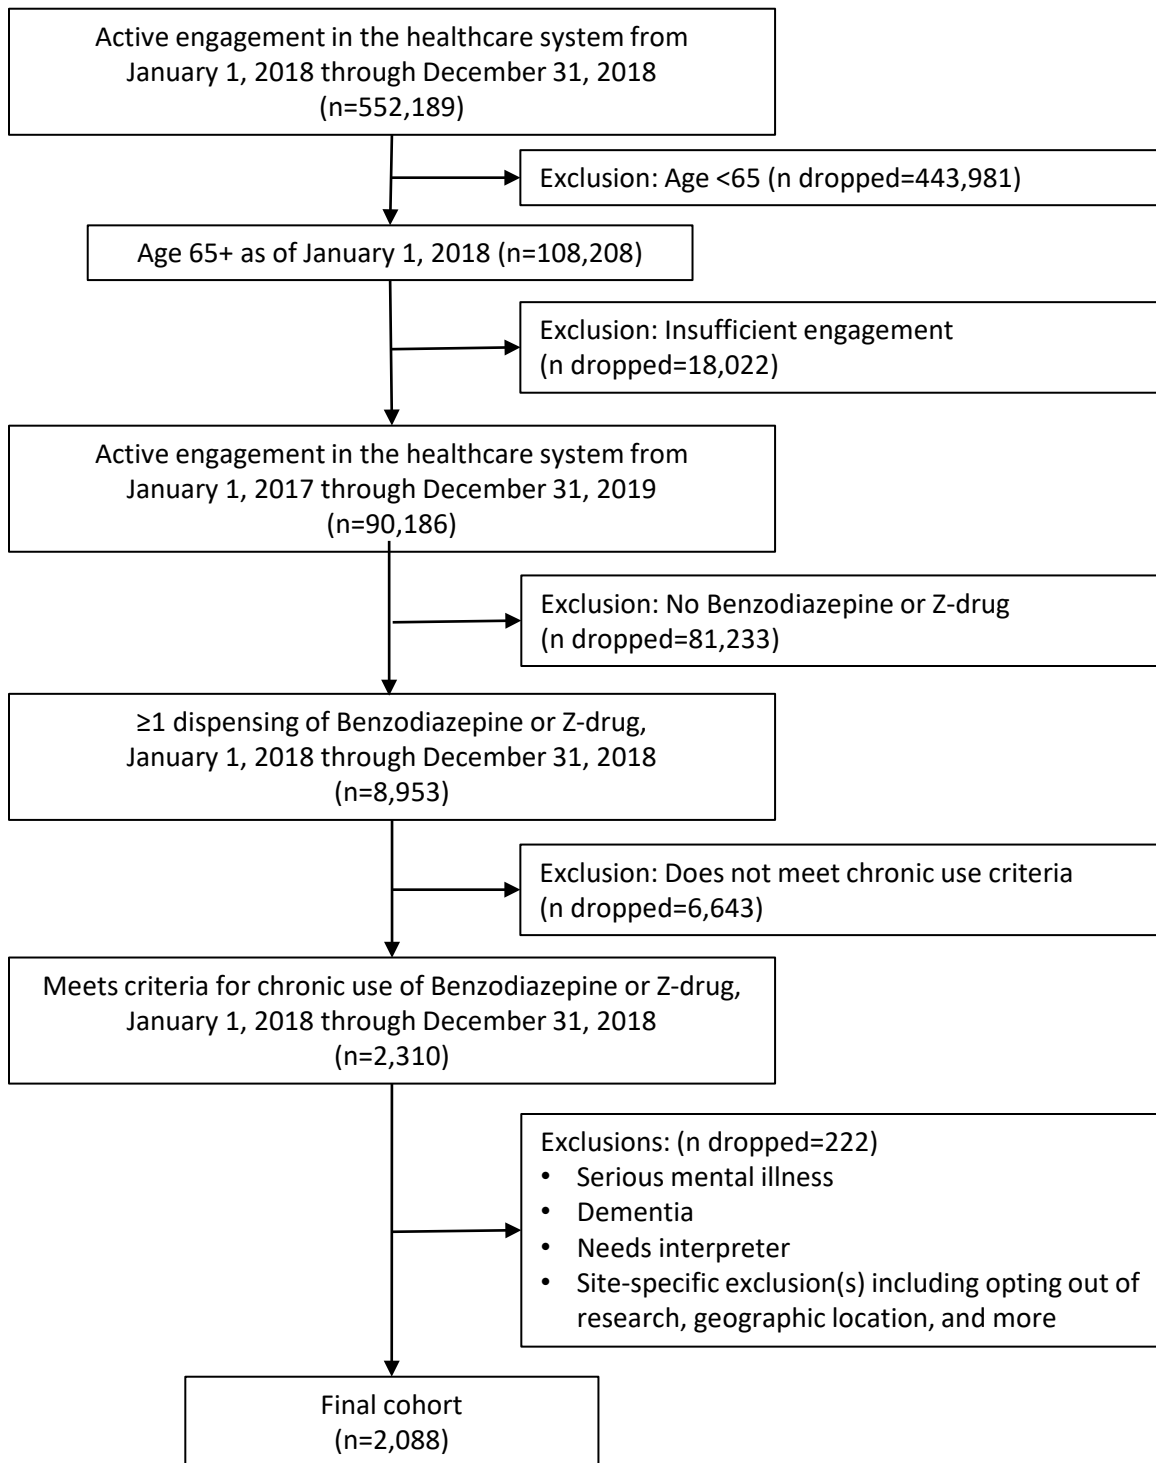 Active engagement in the healthcare system from
January 1, 2018 through December 31, 2018
(n=552,189)
Exclusion: Age <65 (n dropped=443,981)
Age 65+ as of January 1, 2018 (n=108,208)
Exclusion: Insufficient engagement
(n dropped=18,022)
Active engagement in the healthcare system from
January 1, 2017 through December 31, 2019
(n=90,186)
Exclusion: No Benzodiazepine or Z-drug
(n dropped=81,233)
≥1 dispensing of Benzodiazepine or Z-drug,
January 1, 2018 through December 31, 2018
(n=8,953)
Exclusion: Does not meet chronic use criteria
(n dropped=6,643)
Meets criteria for chronic use of Benzodiazepine or Z-drug,
January 1, 2018 through December 31, 2018
(n=2,310)
Exclusions: (n dropped=222)
• Serious mental illness
• Dementia
• Needs interpreter
• Site-specific exclusion(s) including opting out of
research, geographic location, and more
Final cohort
(n=2,088)